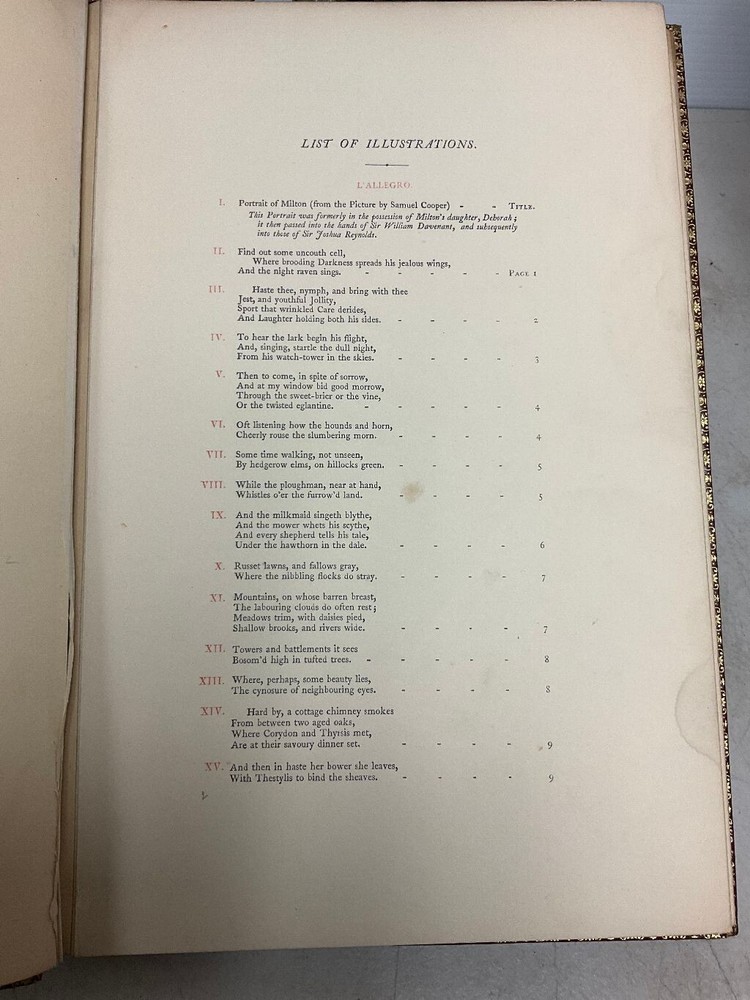 LIST OF ILLUSTRATIONS.
L'ALLEGRO.
I. Portrait of Milton (from the Picture by Samuel Cooper) - - TITLE.
This Portrait was formerly in the possession of Milton's daughter, Deborah;
it then passed into the hands of Sir William Davenant, and subsequently
into those of Sir Joshua Reynolds.
II. Find out some uncouth cell,
Where brooding Darkness spreads his jealous wings,
And the night raven sings. - - - - - PAGE 1
III. Haste thee, nymph, and bring with thee
Jest, and youthful Jollity,
Sport that wrinkled Care derides,
And Laughter holding both his sides. - - - - 2
IV. To hear the lark begin his flight,
And, singing, startle the dull night,
From his watch-tower in the skies. - - - - 3
V. Then to come, in spite of sorrow,
And at my window bid good morrow,
Through the sweet-brier or the vine,
Or the twisted eglantine. - - - - - 4
VI. Oft listening how the hounds and horn,
Cheerly rouse the slumbering morn. - - - - 4
VII. Some time walking, not unseen,
By hedgerow elms, on hillocks green. - - - - 5
VIII. While the ploughman, near at hand,
Whistles o'er the furrow'd land. - - - - 5
IX. And the milkmaid singeth blythe,
And the mower whets his scythe,
And every shepherd tells his tale,
Under the hawthorn in the dale. - - - - 6
X. Russet lawns, and fallows gray,
Where the nibbling flocks do stray. - - - - 7
XI. Mountains, on whose barren breast,
The labouring clouds do often rest;
Meadows trim, with daisies pied,
Shallow brooks, and rivers wide. - - - - 7
XII. Towers and battlements it sees
Bosom'd high in tufted trees. - - - - - 8
XIII. Where, perhaps, some beauty lies,
The cynosure of neighbouring eyes. - - - - 8
XIV. Hard by, a cottage chimney smokes
From between two aged oaks,
Where Corydon and Thyrsis met,
Are at their savoury dinner set. - - - - 9
XV. And then in haste her bower she leaves,
With Thestylis to bind the sheaves. - - - - 9